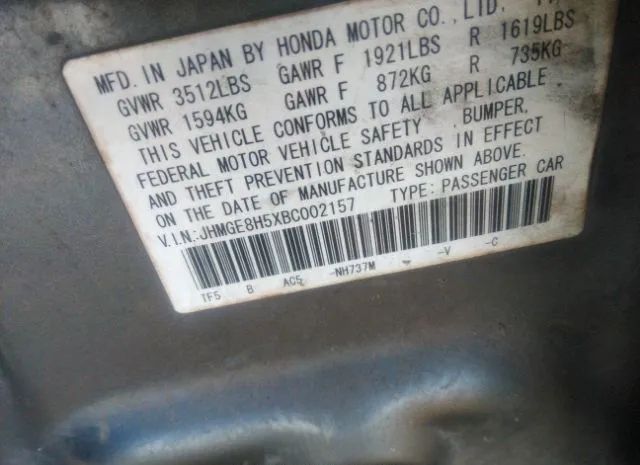 MFD. IN JAPAN BY HONDA MOTOR CO., LTD.
GVWR 3512LBS GAWR F 1921LBS R 1619LBS
GVWR 1594KG GAWR F 872KG R 735KG
THIS VEHICLE CONFORMS TO ALL APPLICABLE
FEDERAL MOTOR VEHICLE SAFETY, BUMPER,
AND THEFT PREVENTION STANDARDS IN EFFECT
ON THE DATE OF MANUFACTURE SHOWN ABOVE.
V.I.N.:JHMGE8H5XBC002157 TYPE: PASSENGER CAR
TF5 B AC5 -NH737M - -V -C